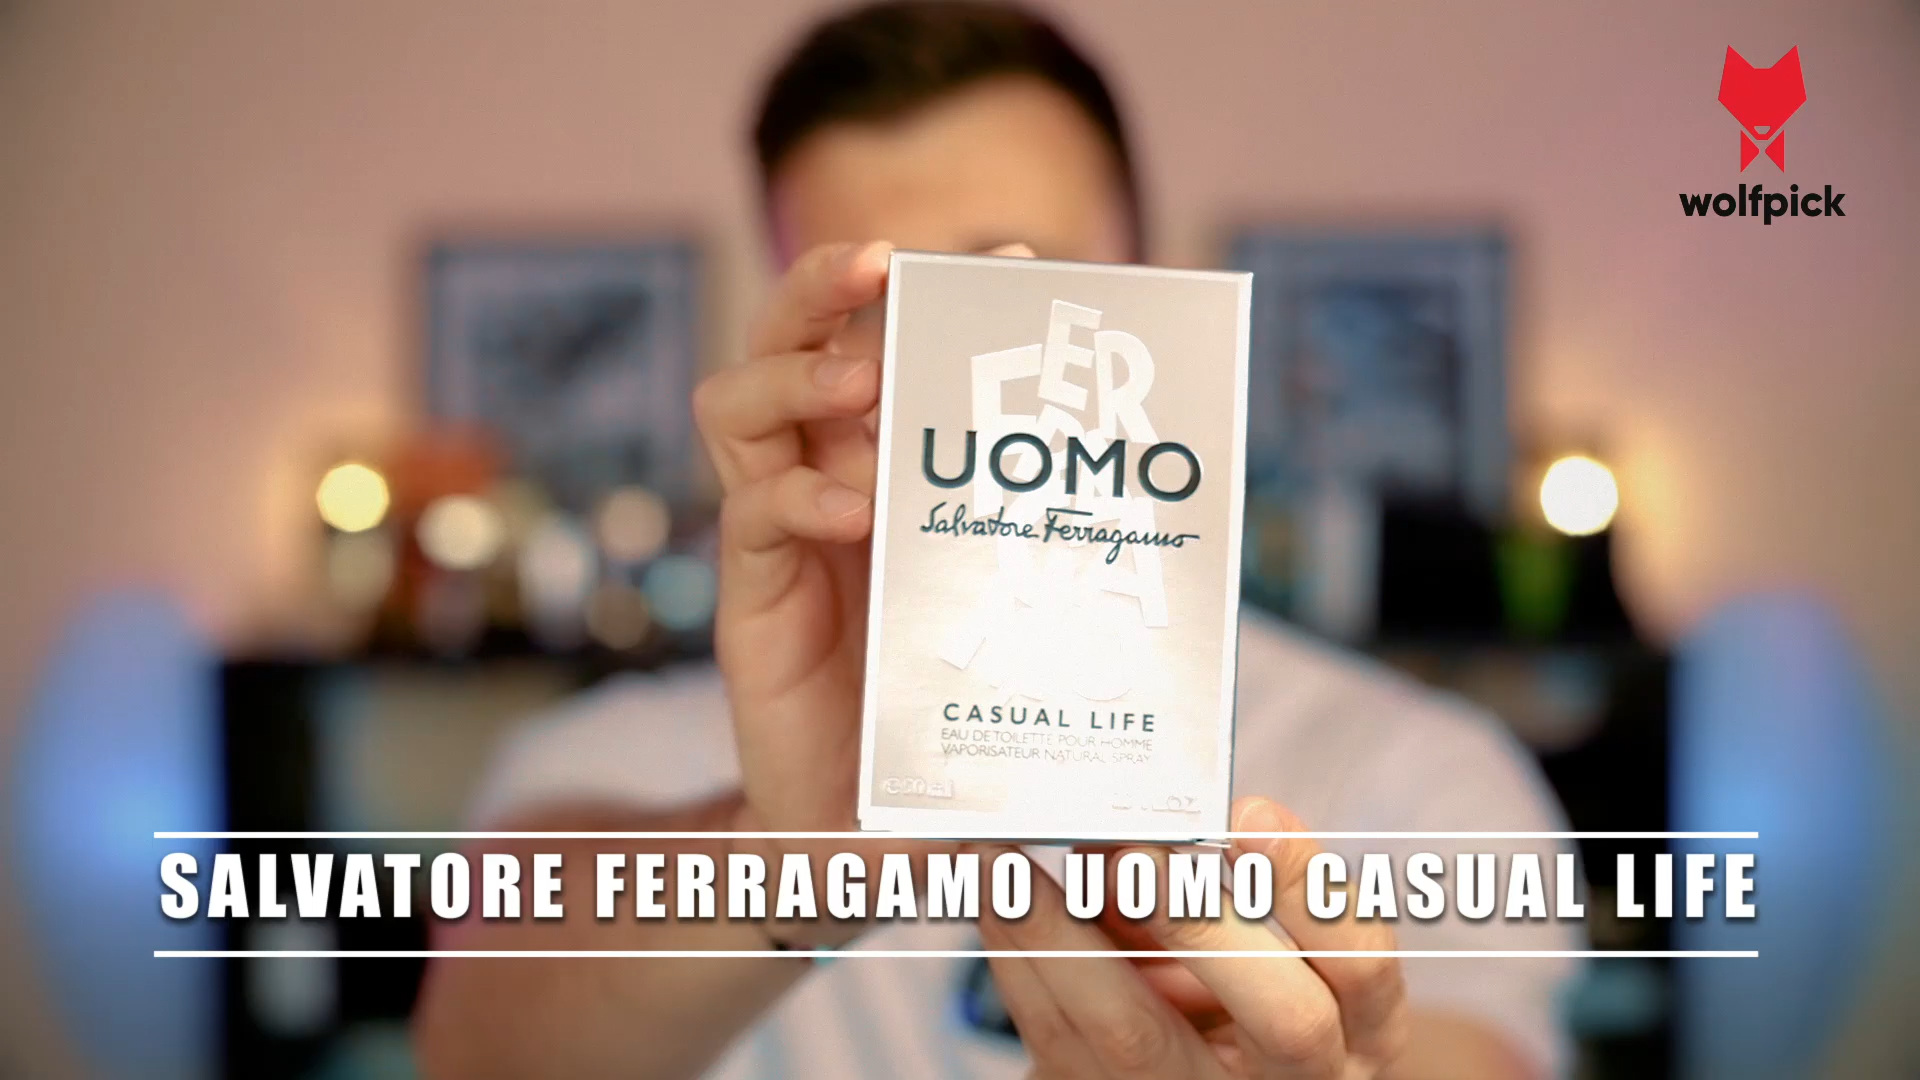 wolfpick
FERRAGAMO
UOMO
Salvatore Ferragamo
CASUAL LIFE
EAU DE TOILETTE POUR HOMME
VAPORISATEUR NATURAL SPRAY
SALVATORE FERRAGAMO UOMO CASUAL LIFE